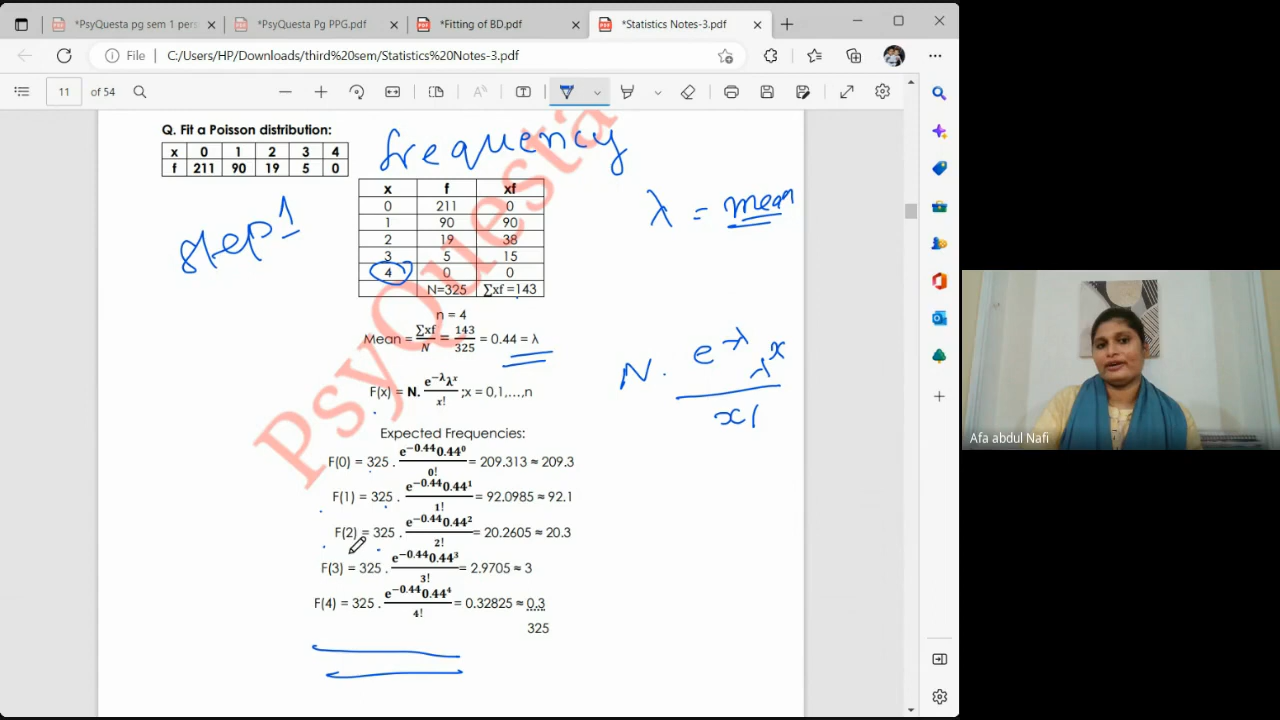 *PsyQuesta pg sem 1 pers
*PsyQuesta Pg PPG.pdf
*Fitting of BD.pdf
*Statistics Notes-3.pdf
File
C:/Users/HP/Downloads/third%20sem/Statistics%20Notes-3.pdf
11 of 54
Q. Fit a Poisson distribution:
x 0 1 2 3 4
f 211 90 19 5 0
frequency
step 1
x f xf
0 211 0
1 90 90
2 19 38
3 5 15
4 0 0
N=325 ∑xf =143
λ = mean
n = 4
Mean = ∑xf/N = 143/325 = 0.44 = λ
F(x) = N. e^−λ λ^x / x! ;x = 0,1,…,n
N. e^-λ λ^x / x!
Expected Frequencies:
F(0) = 325 . e^−0.44 0.44^0 / 0! = 209.313 ≈ 209.3
F(1) = 325 . e^−0.44 0.44^1 / 1! = 92.0985 ≈ 92.1
F(2) = 325 . e^−0.44 0.44^2 / 2! = 20.2605 ≈ 20.3
F(3) = 325 . e^−0.44 0.44^3 / 3! = 2.9705 ≈ 3
F(4) = 325 . e^−0.44 0.44^4 / 4! = 0.32825 ≈ 0.3
325
PsyQuesta
Afa abdul Nafi